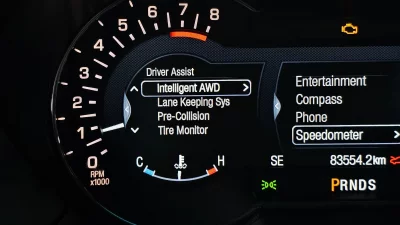 8
7
6
5
4
3
2
1
0
RPM
x1000
Driver Assist
Intelligent AWD
Lane Keeping Sys
Pre-Collision
Tire Monitor
C
H
Entertainment
Compass
Phone
Speedometer
SE
83554.2km
PRNDS